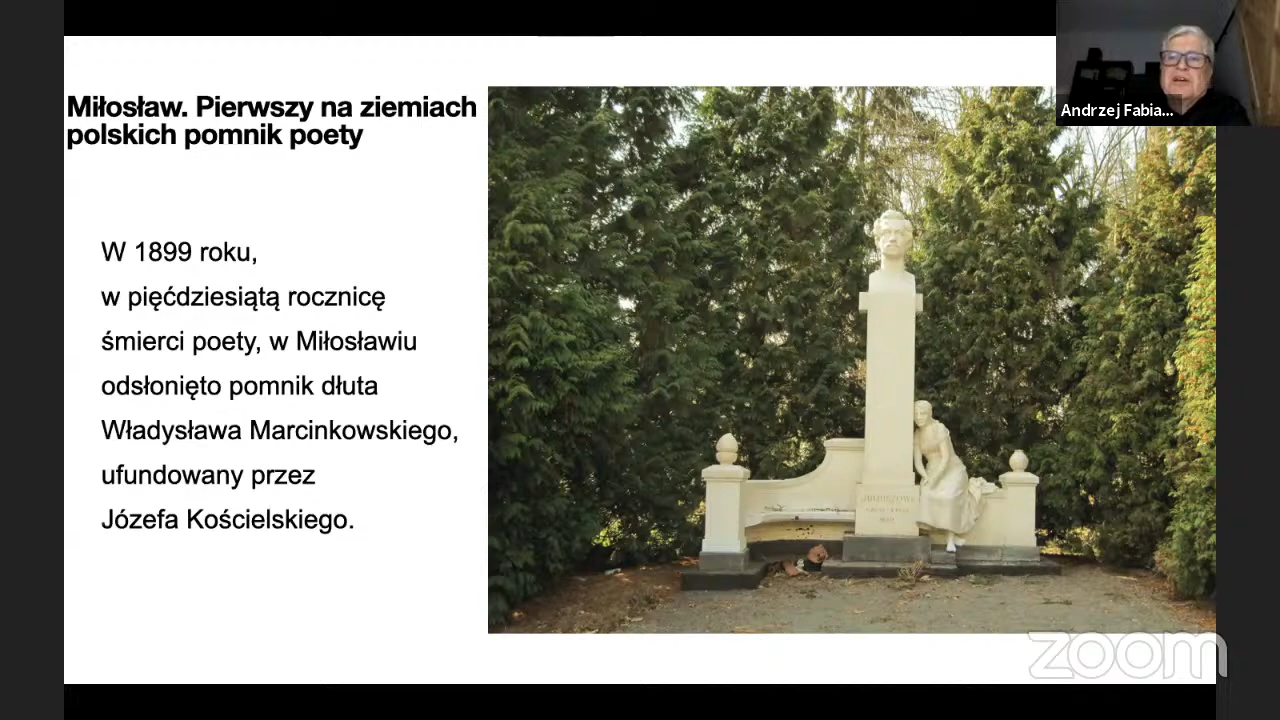 Miłosław. Pierwszy na ziemiach
polskich pomnik poety
W 1899 roku,
w pięćdziesiątą rocznicę
śmierci poety, w Miłosławiu
odsłonięto pomnik dłuta
Władysława Marcinkowskiego,
ufundowany przez
Józefa Kościelskiego.
Andrzej Fabia...
zoom